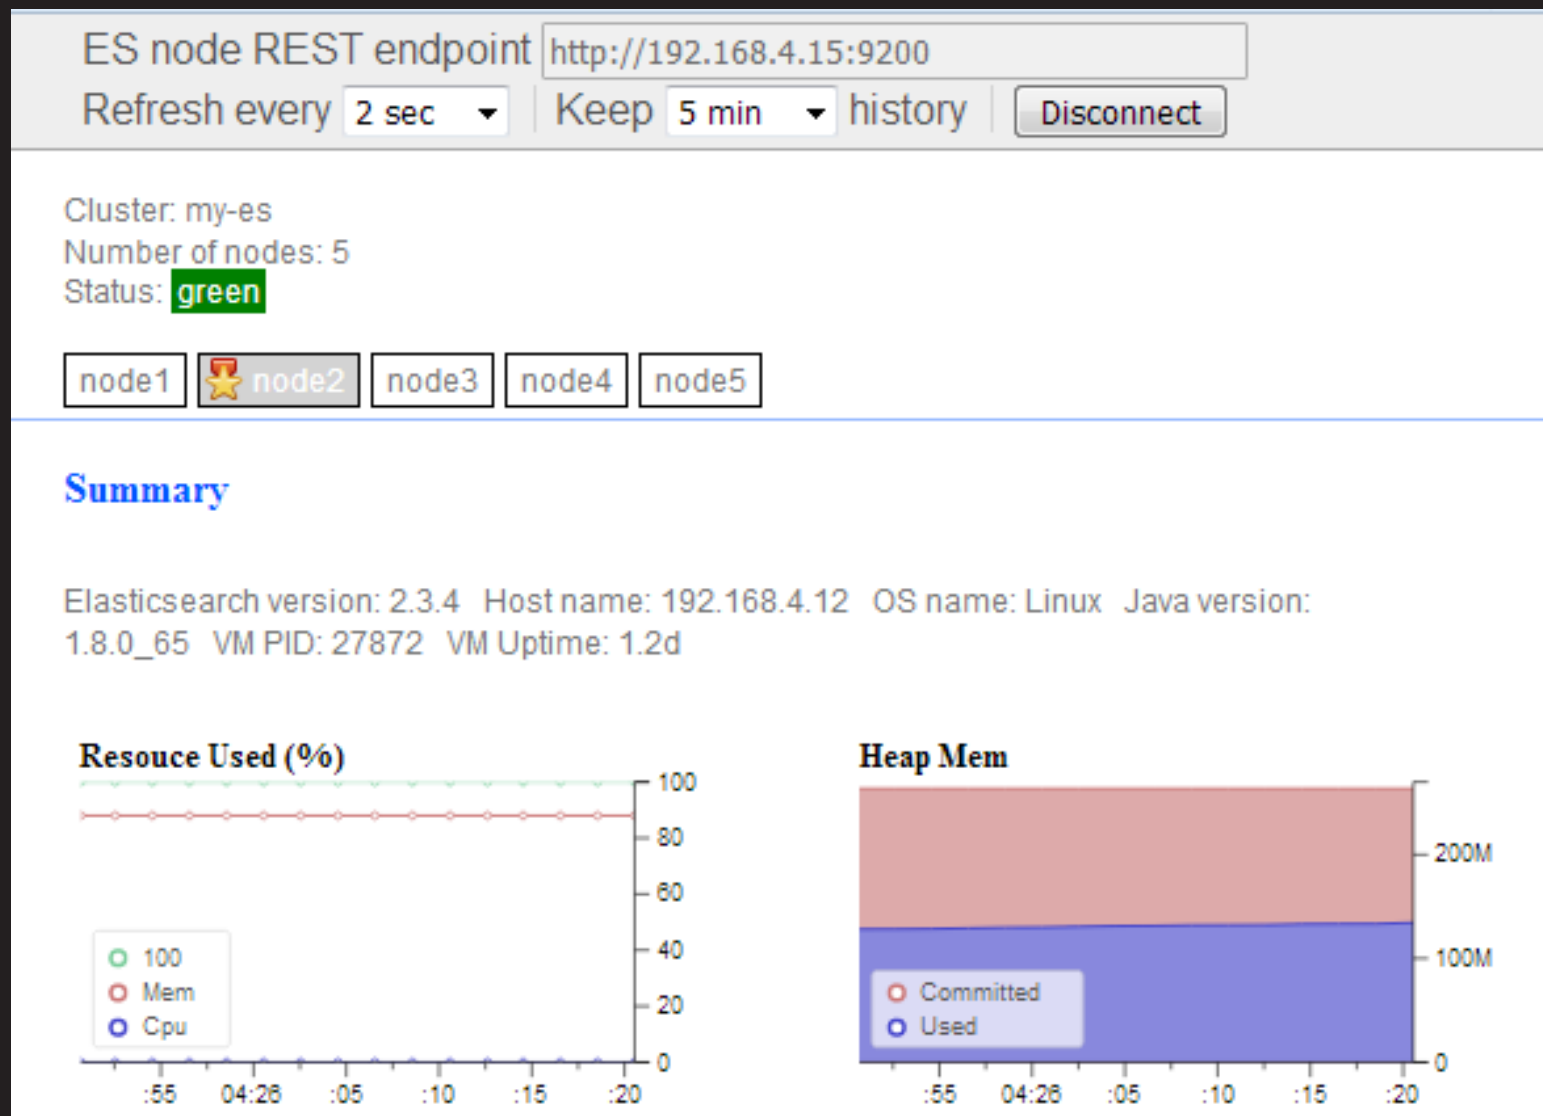 ES node REST endpoint http://192.168.4.15:9200
Refresh every 2 sec Keep 5 min history Disconnect
Cluster: my-es
Number of nodes: 5
Status: green
node1 node2 node3 node4 node5
Summary
Elasticsearch version: 2.3.4 Host name: 192.168.4.12 OS name: Linux Java version:
1.8.0_65 VM PID: 27872 VM Uptime: 1.2d
Resouce Used (%)
100
80
60
40
20
0
100
Mem
Cpu
:55 04:26 :05 :10 :15 :20
Heap Mem
200M
100M
0
Committed
Used
:55 04:26 :05 :10 :15 :20